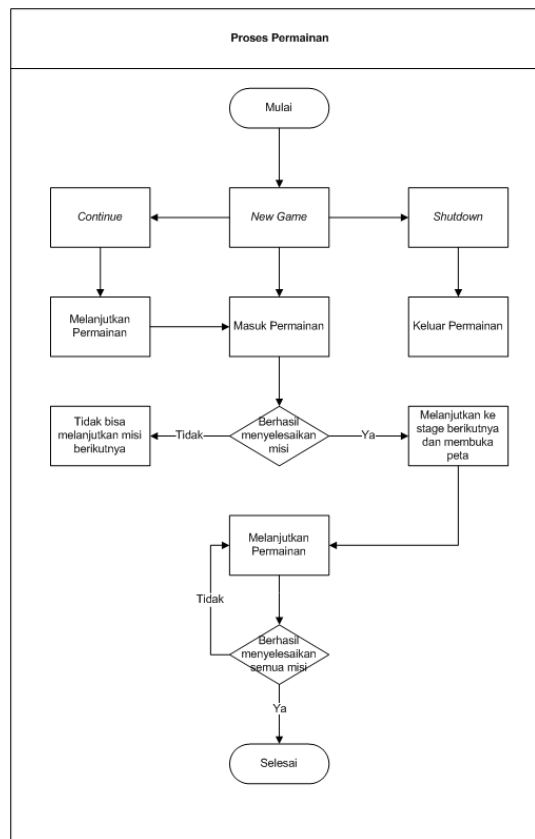 Proses Permainan
Mulai
Continue
New Game
Shutdown
Melanjutkan
Permainan
Masuk Permainan
Keluar Permainan
Tidak bisa
melanjutkan misi
berikutnya
Tidak
Berhasil
menyelesaikan
misi
Ya
Melanjutkan ke
stage berikutnya
dan membuka
peta
Melanjutkan
Permainan
Tidak
Berhasil
menyelesaikan
semua misi
Ya
Selesai